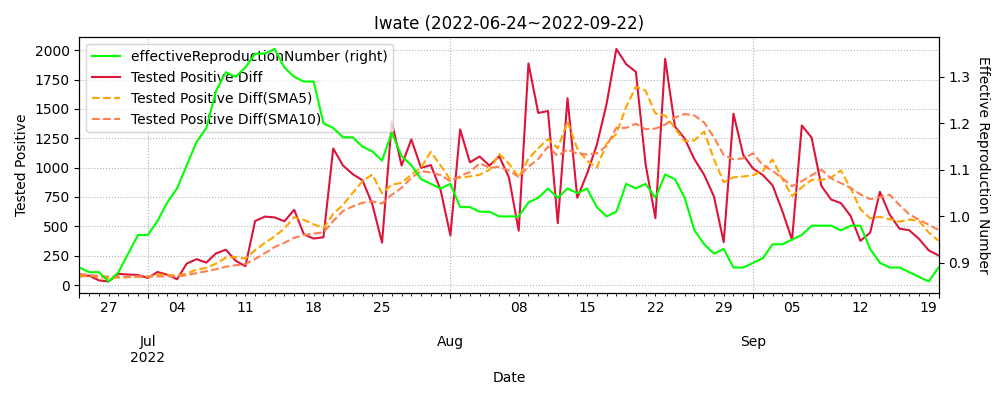 Iwate (2022-06-24~2022-09-22)
effectiveReproductionNumber (right)
Tested Positive Diff
Tested Positive Diff(SMA5)
Tested Positive Diff(SMA10)
Tested Positive
2000
1750
1500
1250
1000
750
500
250
0
Effective Reproduction Number
1.3
1.2
1.1
1.0
0.9
27 04 11 18 25 08 15 22 29 05 12 19
Jul Aug Sep
2022
Date